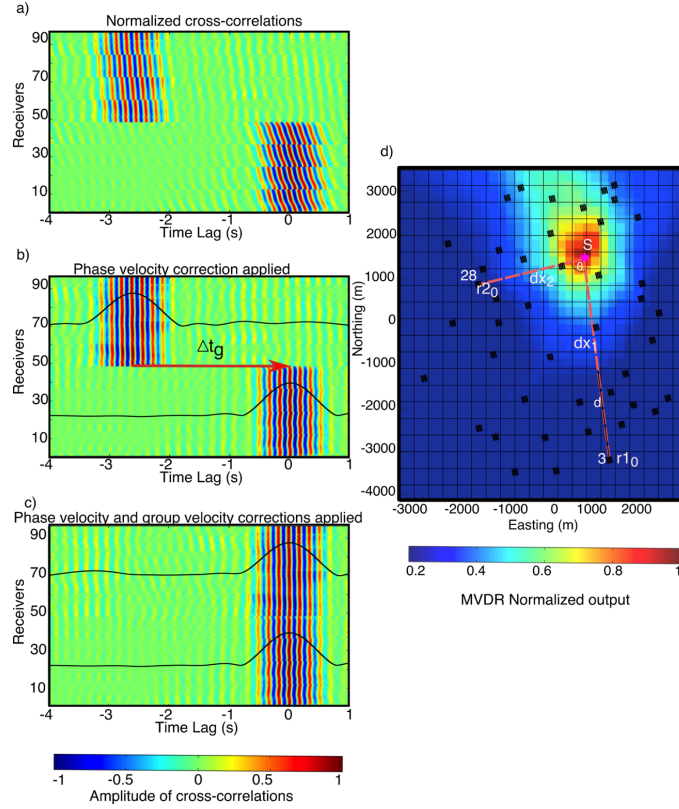 a)
Normalized cross-correlations
90
70
50
30
10
Receivers
-4 -3 -2 -1 0 1
Time Lag (s)
b)
Phase velocity correction applied
90
70
50
30
10
Receivers
Δtg
-4 -3 -2 -1 0 1
Time Lag (s)
c)
Phase velocity and group velocity corrections applied
90
70
50
30
10
Receivers
-4 -3 -2 -1 0 1
Time Lag (s)
-1 -0.5 0 0.5 1
Amplitude of cross-correlations
d)
3000
2000
1000
0
-1000
-2000
-3000
-4000
Northing (m)
S
a
28
r2₀
dx₂
dx₁
d
3
r1₀
-3000 -2000 -1000 0 1000 2000
Easting (m)
0.2 0.4 0.6 0.8 1
MVDR Normalized output